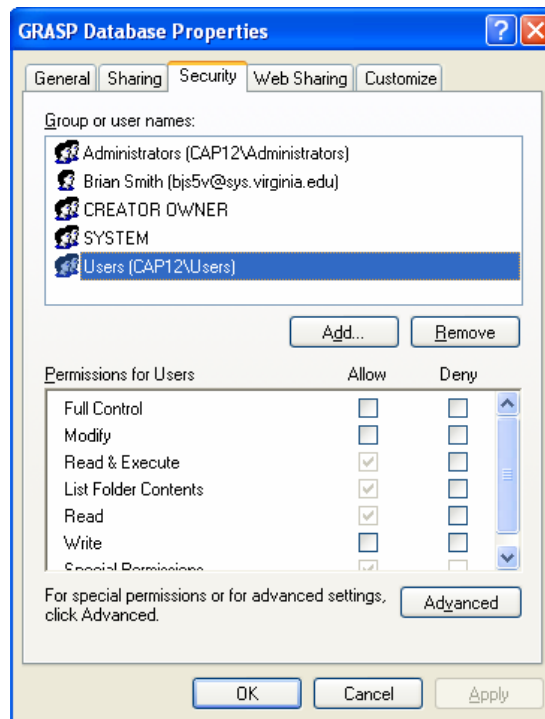 GRASP Database Properties
General Sharing Security Web Sharing Customize
Group or user names:
Administrators (CAP12\Administrators)
Brian Smith (bjs5v@sys.virginia.edu)
CREATOR OWNER
SYSTEM
Users (CAP12\Users)
Add... Remove
Permissions for Users Allow Deny
Full Control
Modify
Read & Execute
List Folder Contents
Read
Write
Special Permissions
For special permissions or for advanced settings,
click Advanced.
Advanced
OK Cancel Apply